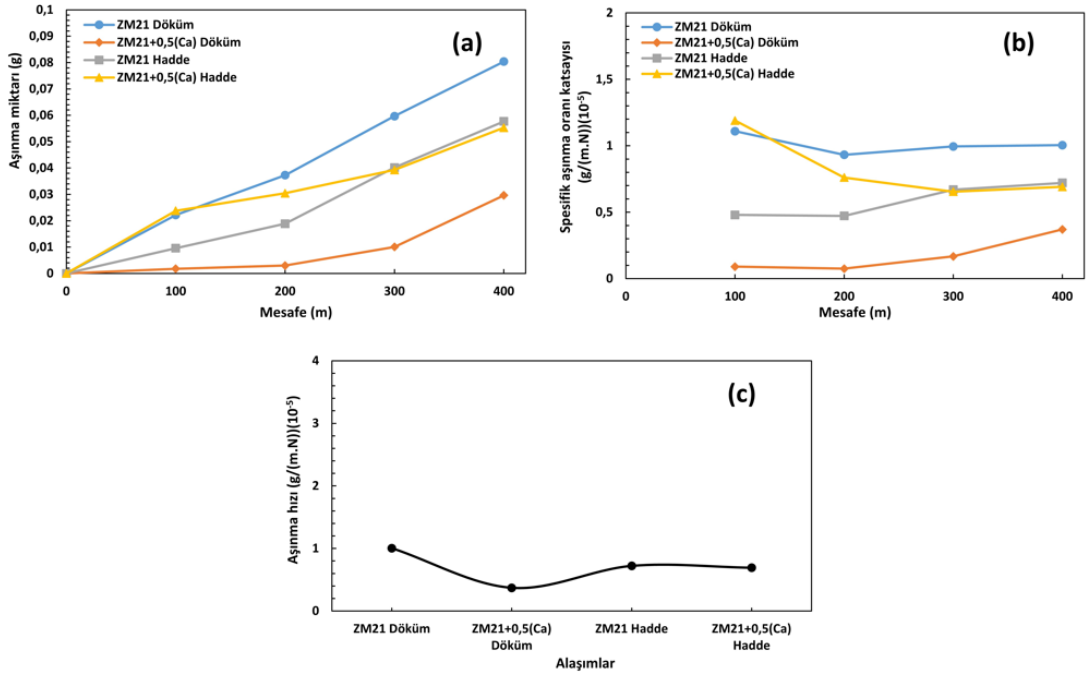 (a)
ZM21 Döküm
ZM21+0,5(Ca) Döküm
ZM21 Hadde
ZM21+0,5(Ca) Hadde
Aşınma miktarı (g)
0,1
0,09
0,08
0,07
0,06
0,05
0,04
0,03
0,02
0,01
0
0 100 200 300 400
Mesafe (m)
(b)
ZM21 Döküm
ZM21+0,5(Ca) Döküm
ZM21 Hadde
ZM21+0,5(Ca) Hadde
Spesifik aşınma oranı katsayısı
(g/(m.N))(10⁻⁵)
2
1,5
1
0,5
0
0 100 200 300 400
Mesafe (m)
(c)
Aşınma hızı (g/(m.N))(10⁻⁵)
4
3
2
1
0
ZM21 Döküm ZM21+0,5(Ca) ZM21 Hadde ZM21+0,5(Ca)
Döküm Hadde
Alaşımlar